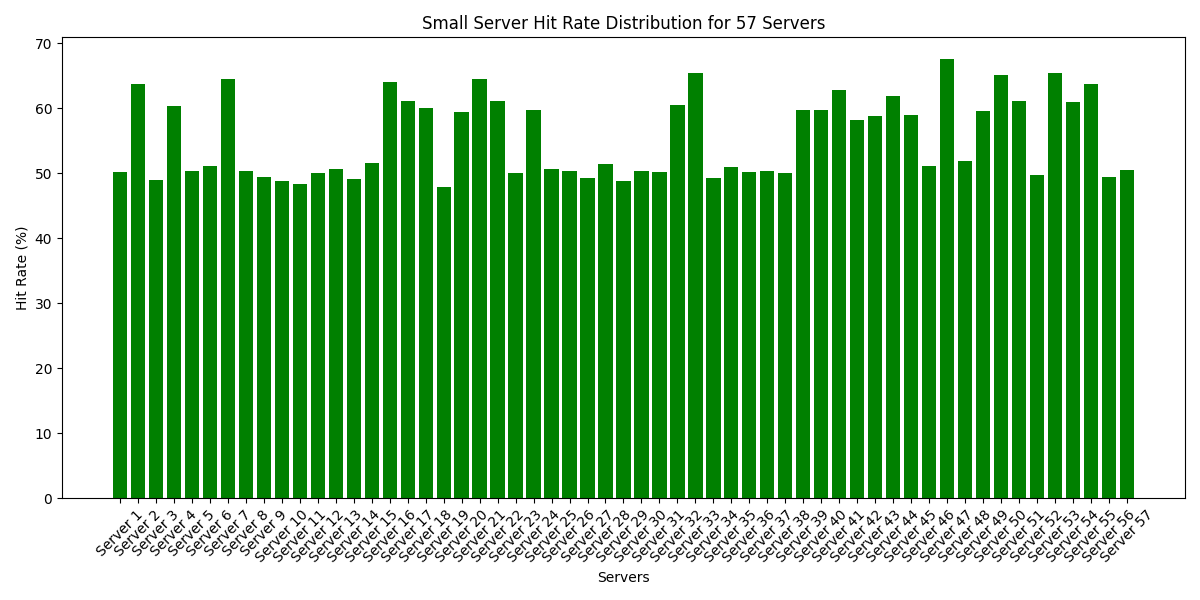 Small Server Hit Rate Distribution for 57 Servers
70
60
50
40
30
20
10
0
Hit Rate (%)
Server 1
Server 2
Server 3
Server 4
Server 5
Server 6
Server 7
Server 8
Server 9
Server 10
Server 11
Server 12
Server 13
Server 14
Server 15
Server 16
Server 17
Server 18
Server 19
Server 20
Server 21
Server 22
Server 23
Server 24
Server 25
Server 26
Server 27
Server 28
Server 29
Server 30
Server 31
Server 32
Server 33
Server 34
Server 35
Server 36
Server 37
Server 38
Server 39
Server 40
Server 41
Server 42
Server 43
Server 44
Server 45
Server 46
Server 47
Server 48
Server 49
Server 50
Server 51
Server 52
Server 53
Server 54
Server 55
Server 56
Server 57
Servers